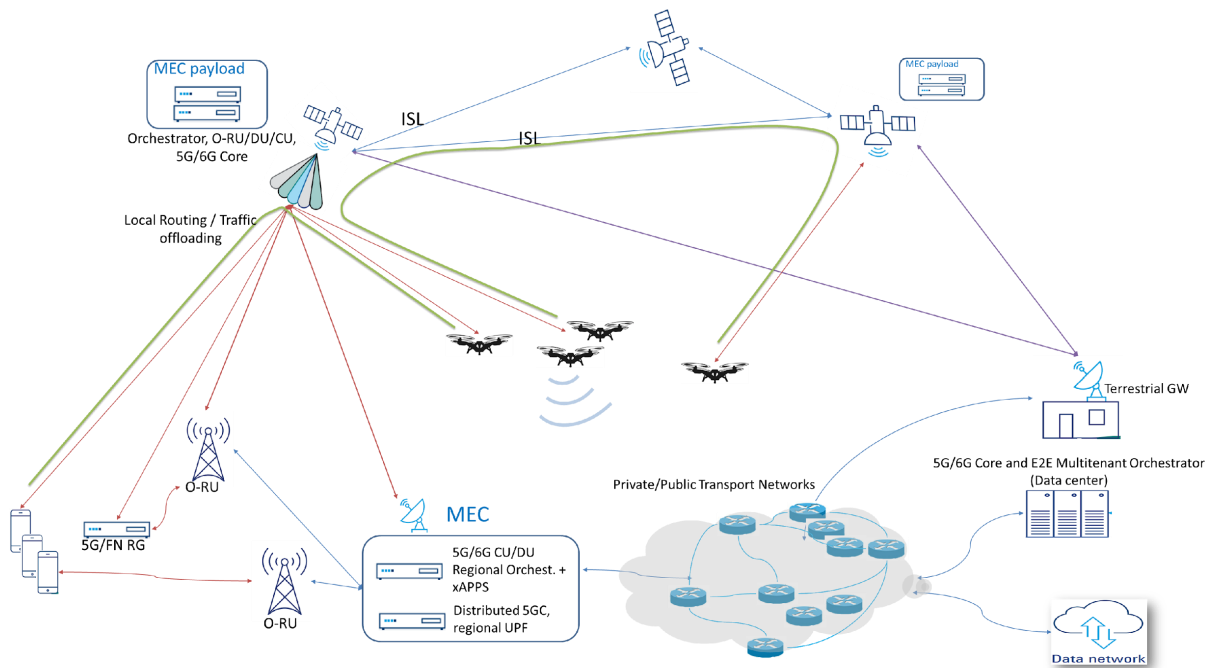 MEC payload
MEC payload
Orchestrator, O-RU/DU/CU,
5G/6G Core
ISL
ISL
Local Routing / Traffic
offloading
Terrestrial GW
5G/6G Core and E2E Multitenant Orchestrator
(Data center)
Private/Public Transport Networks
O-RU
5G/FN RG
MEC
5G/6G CU/DU
Regional Orchest. +
xAPPS
Distributed 5GC,
regional UPF
O-RU
Data network